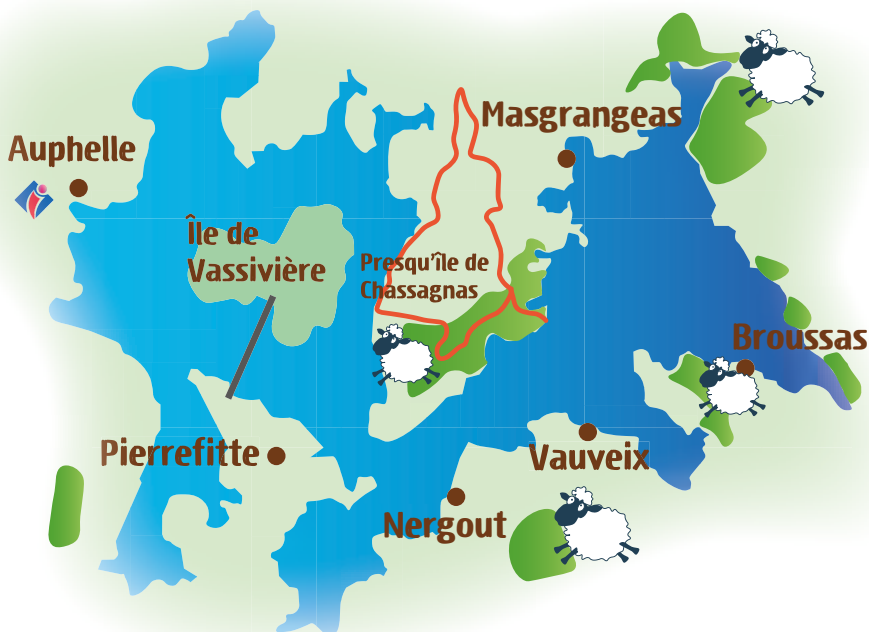 Masgrangeas
Auphelle
Île de
Vassivière
Presqu'île de
Chassagnas
Broussas
Pierrefitte
Vauveix
Nergout